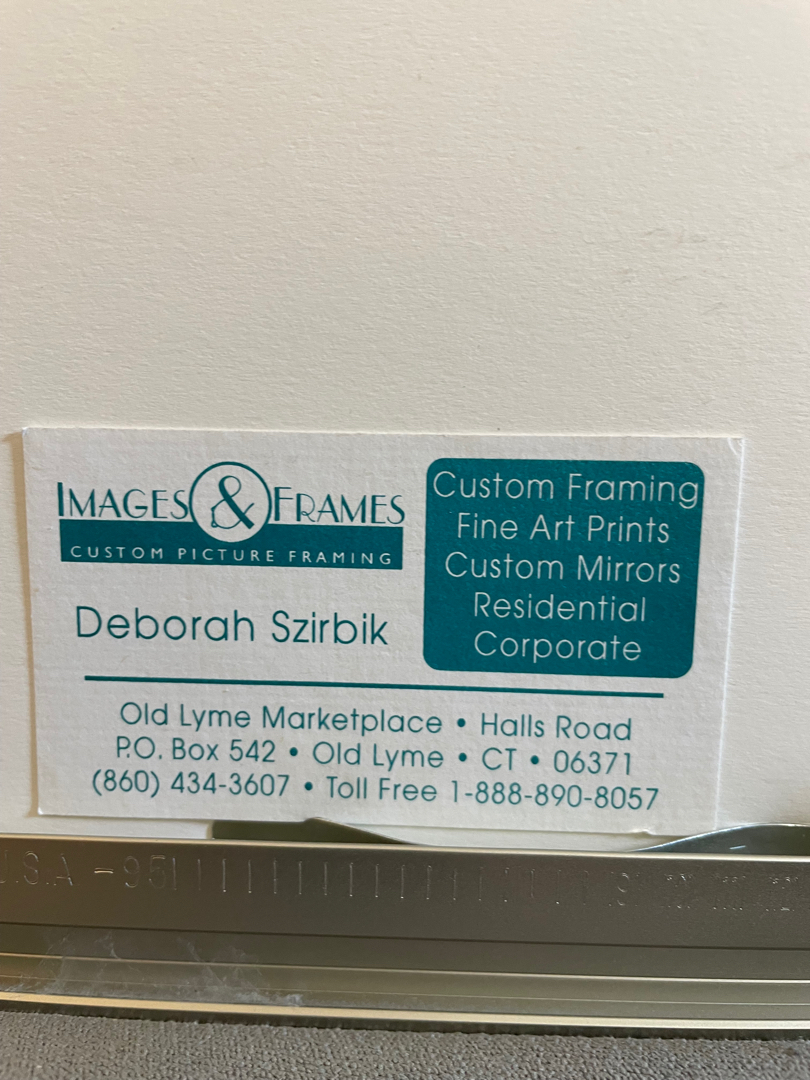 IMAGES & FRAMES
CUSTOM PICTURE FRAMING
Deborah Szirbik
Custom Framing
Fine Art Prints
Custom Mirrors
Residential
Corporate
Old Lyme Marketplace • Halls Road
P.O. Box 542 • Old Lyme • CT • 06371
(860) 434-3607 • Toll Free 1-888-890-8057
U.S.A -95